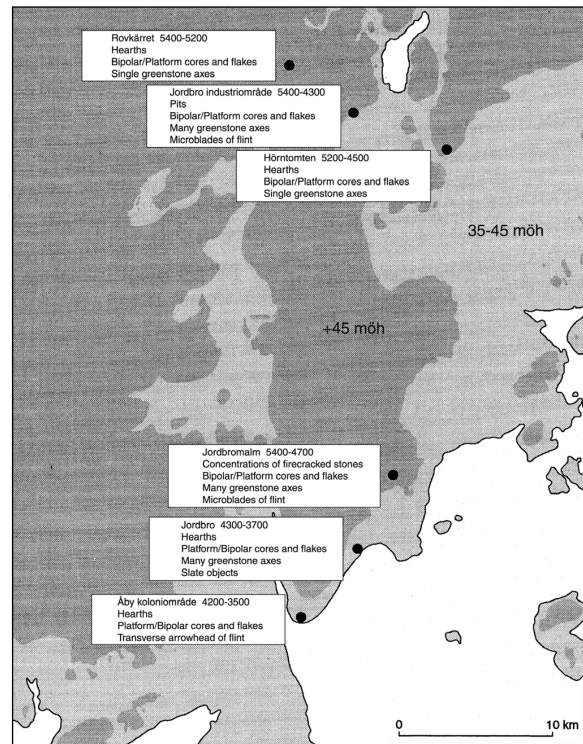 Rovkärret 5400-5200
Hearths
Bipolar/Platform cores and flakes
Single greenstone axes
Jordbro industriområde 5400-4300
Pits
Bipolar/Platform cores and flakes
Many greenstone axes
Microblades of flint
Hörntomten 5200-4500
Hearths
Bipolar/Platform cores and flakes
Single greenstone axes
35-45 möh
+45 möh
Jordbromalm 5400-4700
Concentrations of firecracked stones
Bipolar/Platform cores and flakes
Many greenstone axes
Microblades of flint
Jordbro 4300-3700
Hearths
Platform/Bipolar cores and flakes
Many greenstone axes
Slate objects
Åby koloniområde 4200-3500
Hearths
Platform/Bipolar cores and flakes
Transverse arrowhead of flint
0 10 km